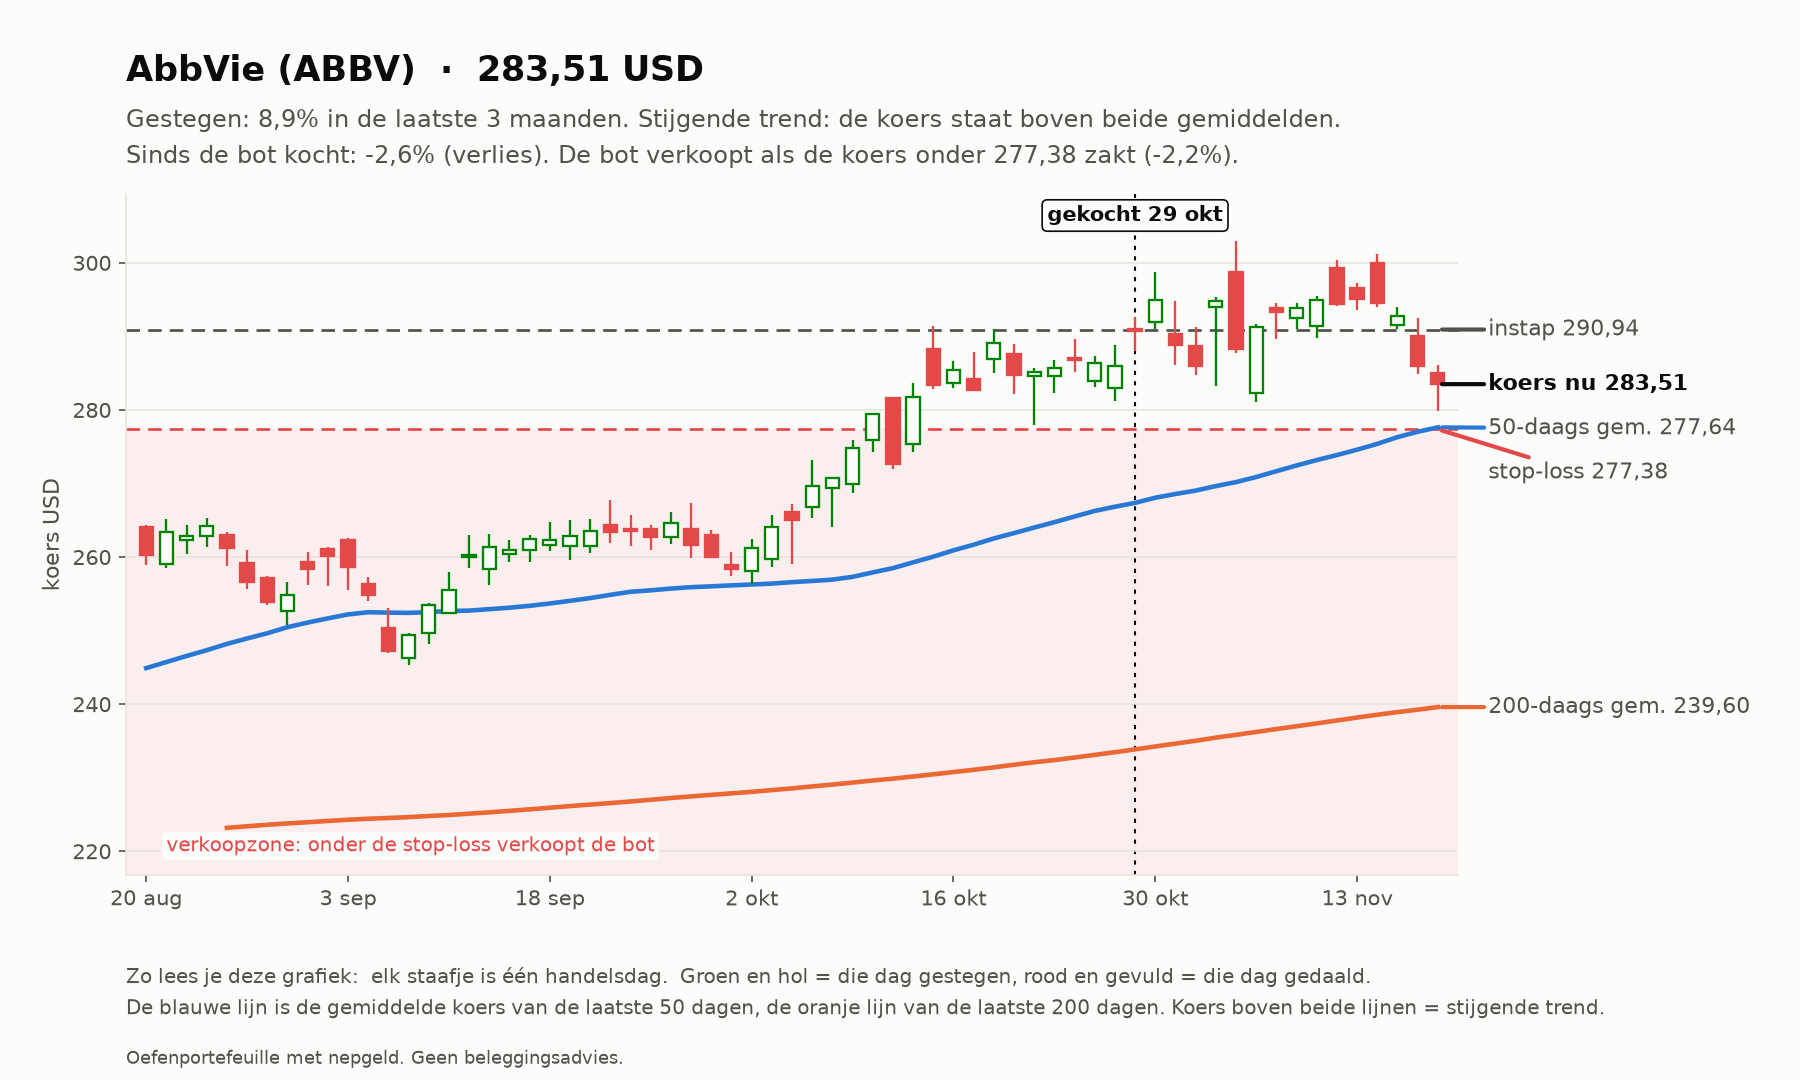 AbbVie (ABBV)  ·  283,51 USD
Gestegen: 8,9% in de laatste 3 maanden. Stijgende trend: de koers staat boven beide gemiddelden.
Sinds de bot kocht: -2,6% (verlies). De bot verkoopt als de koers onder 277,38 zakt (-2,2%).
gekocht 29 okt
koers USD
300
280
260
240
220
instap 290,94
koers nu 283,51
50-daags gem. 277,64
stop-loss 277,38
200-daags gem. 239,60
verkoopzone: onder de stop-loss verkoopt de bot
20 aug
3 sep
18 sep
2 okt
16 okt
30 okt
13 nov
Zo lees je deze grafiek:  elk staafje is één handelsdag.  Groen en hol = die dag gestegen, rood en gevuld = die dag gedaald.
De blauwe lijn is de gemiddelde koers van de laatste 50 dagen, de oranje lijn van de laatste 200 dagen. Koers boven beide lijnen = stijgende trend.
Oefenportefeuille met nepgeld. Geen beleggingsadvies.